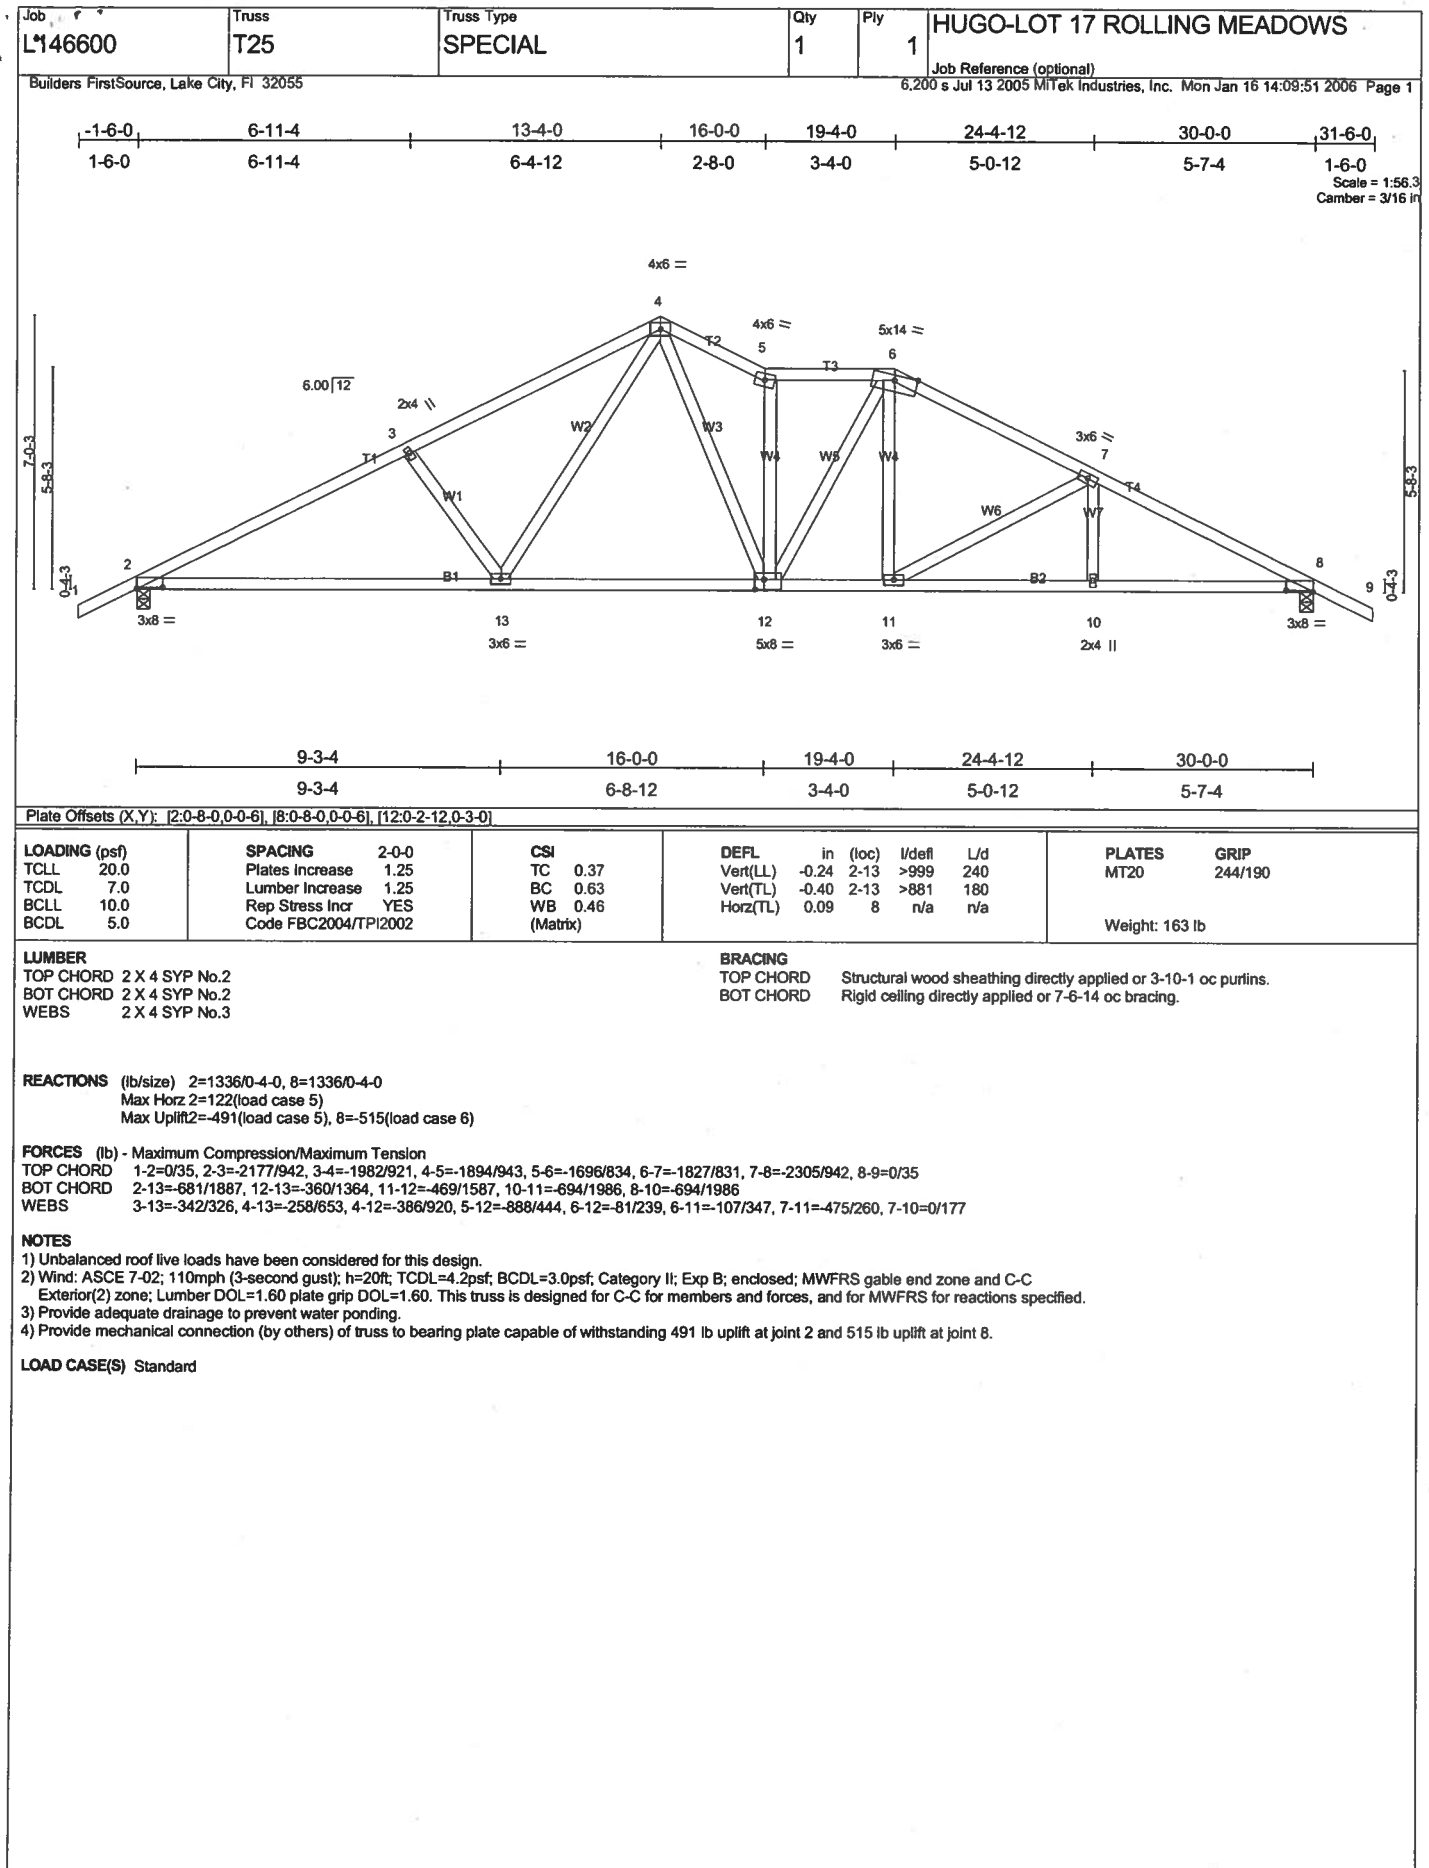 Job Truss Truss Type Qty Ply HUGO-LOT 17 ROLLING MEADOWS
L146600 T25 SPECIAL 1 1
Job Reference (optional)
Builders FirstSource, Lake City, Fl 32055 6.200 s Jul 13 2005 MiTek Industries, Inc. Mon Jan 16 14:09:51 2006 Page 1
-1-6-0 6-11-4 13-4-0 16-0-0 19-4-0 24-4-12 30-0-0 31-6-0
1-6-0 6-11-4 6-4-12 2-8-0 3-4-0 5-0-12 5-7-4 1-6-0
Scale = 1:56.3
Camber = 3/16 in
4x6 =
4
4x6 =
5x14 =
5
6
T2
T3
6.00 12
2x4 ||
3
T1
W2
W3
W4
W5
W4
3x6 =
7
T4
W1
W6
W7
7-0-3
5-8-3
5-8-3
0-4-3
0-4-3
1
2
B1
B2
8
9
3x8 =
13
12
11
10
3x8 =
3x6 =
5x8 =
3x6 =
2x4 ||
9-3-4 16-0-0 19-4-0 24-4-12 30-0-0
9-3-4 6-8-12 3-4-0 5-0-12 5-7-4
Plate Offsets (X,Y): [2:0-8-0,0-0-6], [8:0-8-0,0-0-6], [12:0-2-12,0-3-0]
LOADING (psf) SPACING 2-0-0 CSI DEFL in (loc) l/defl L/d PLATES GRIP
TCLL 20.0 Plates Increase 1.25 TC 0.37 Vert(LL) -0.24 2-13 >999 240 MT20 244/190
TCDL 7.0 Lumber Increase 1.25 BC 0.63 Vert(TL) -0.40 2-13 >881 180
BCLL 10.0 Rep Stress Incr YES WB 0.46 Horz(TL) 0.09 8 n/a n/a
BCDL 5.0 Code FBC2004/TPI2002 (Matrix) Weight: 163 lb
LUMBER BRACING
TOP CHORD 2 X 4 SYP No.2 TOP CHORD Structural wood sheathing directly applied or 3-10-1 oc purlins.
BOT CHORD 2 X 4 SYP No.2 BOT CHORD Rigid ceiling directly applied or 7-6-14 oc bracing.
WEBS 2 X 4 SYP No.3
REACTIONS (lb/size) 2=1336/0-4-0, 8=1336/0-4-0
Max Horz 2=122(load case 5)
Max Uplift2=-491(load case 5), 8=-515(load case 6)
FORCES (lb) - Maximum Compression/Maximum Tension
TOP CHORD 1-2=0/35, 2-3=-2177/942, 3-4=-1982/921, 4-5=-1894/943, 5-6=-1696/834, 6-7=-1827/831, 7-8=-2305/942, 8-9=0/35
BOT CHORD 2-13=-681/1887, 12-13=-360/1364, 11-12=-469/1587, 10-11=-694/1986, 8-10=-694/1986
WEBS 3-13=-342/326, 4-13=-258/653, 4-12=-386/920, 5-12=-888/444, 6-12=-81/239, 6-11=-107/347, 7-11=-475/260, 7-10=0/177
NOTES
1) Unbalanced roof live loads have been considered for this design.
2) Wind: ASCE 7-02; 110mph (3-second gust); h=20ft; TCDL=4.2psf; BCDL=3.0psf; Category II; Exp B; enclosed; MWFRS gable end zone and C-C
Exterior(2) zone; Lumber DOL=1.60 plate grip DOL=1.60. This truss is designed for C-C for members and forces, and for MWFRS for reactions specified.
3) Provide adequate drainage to prevent water ponding.
4) Provide mechanical connection (by others) of truss to bearing plate capable of withstanding 491 lb uplift at joint 2 and 515 lb uplift at joint 8.
LOAD CASE(S) Standard